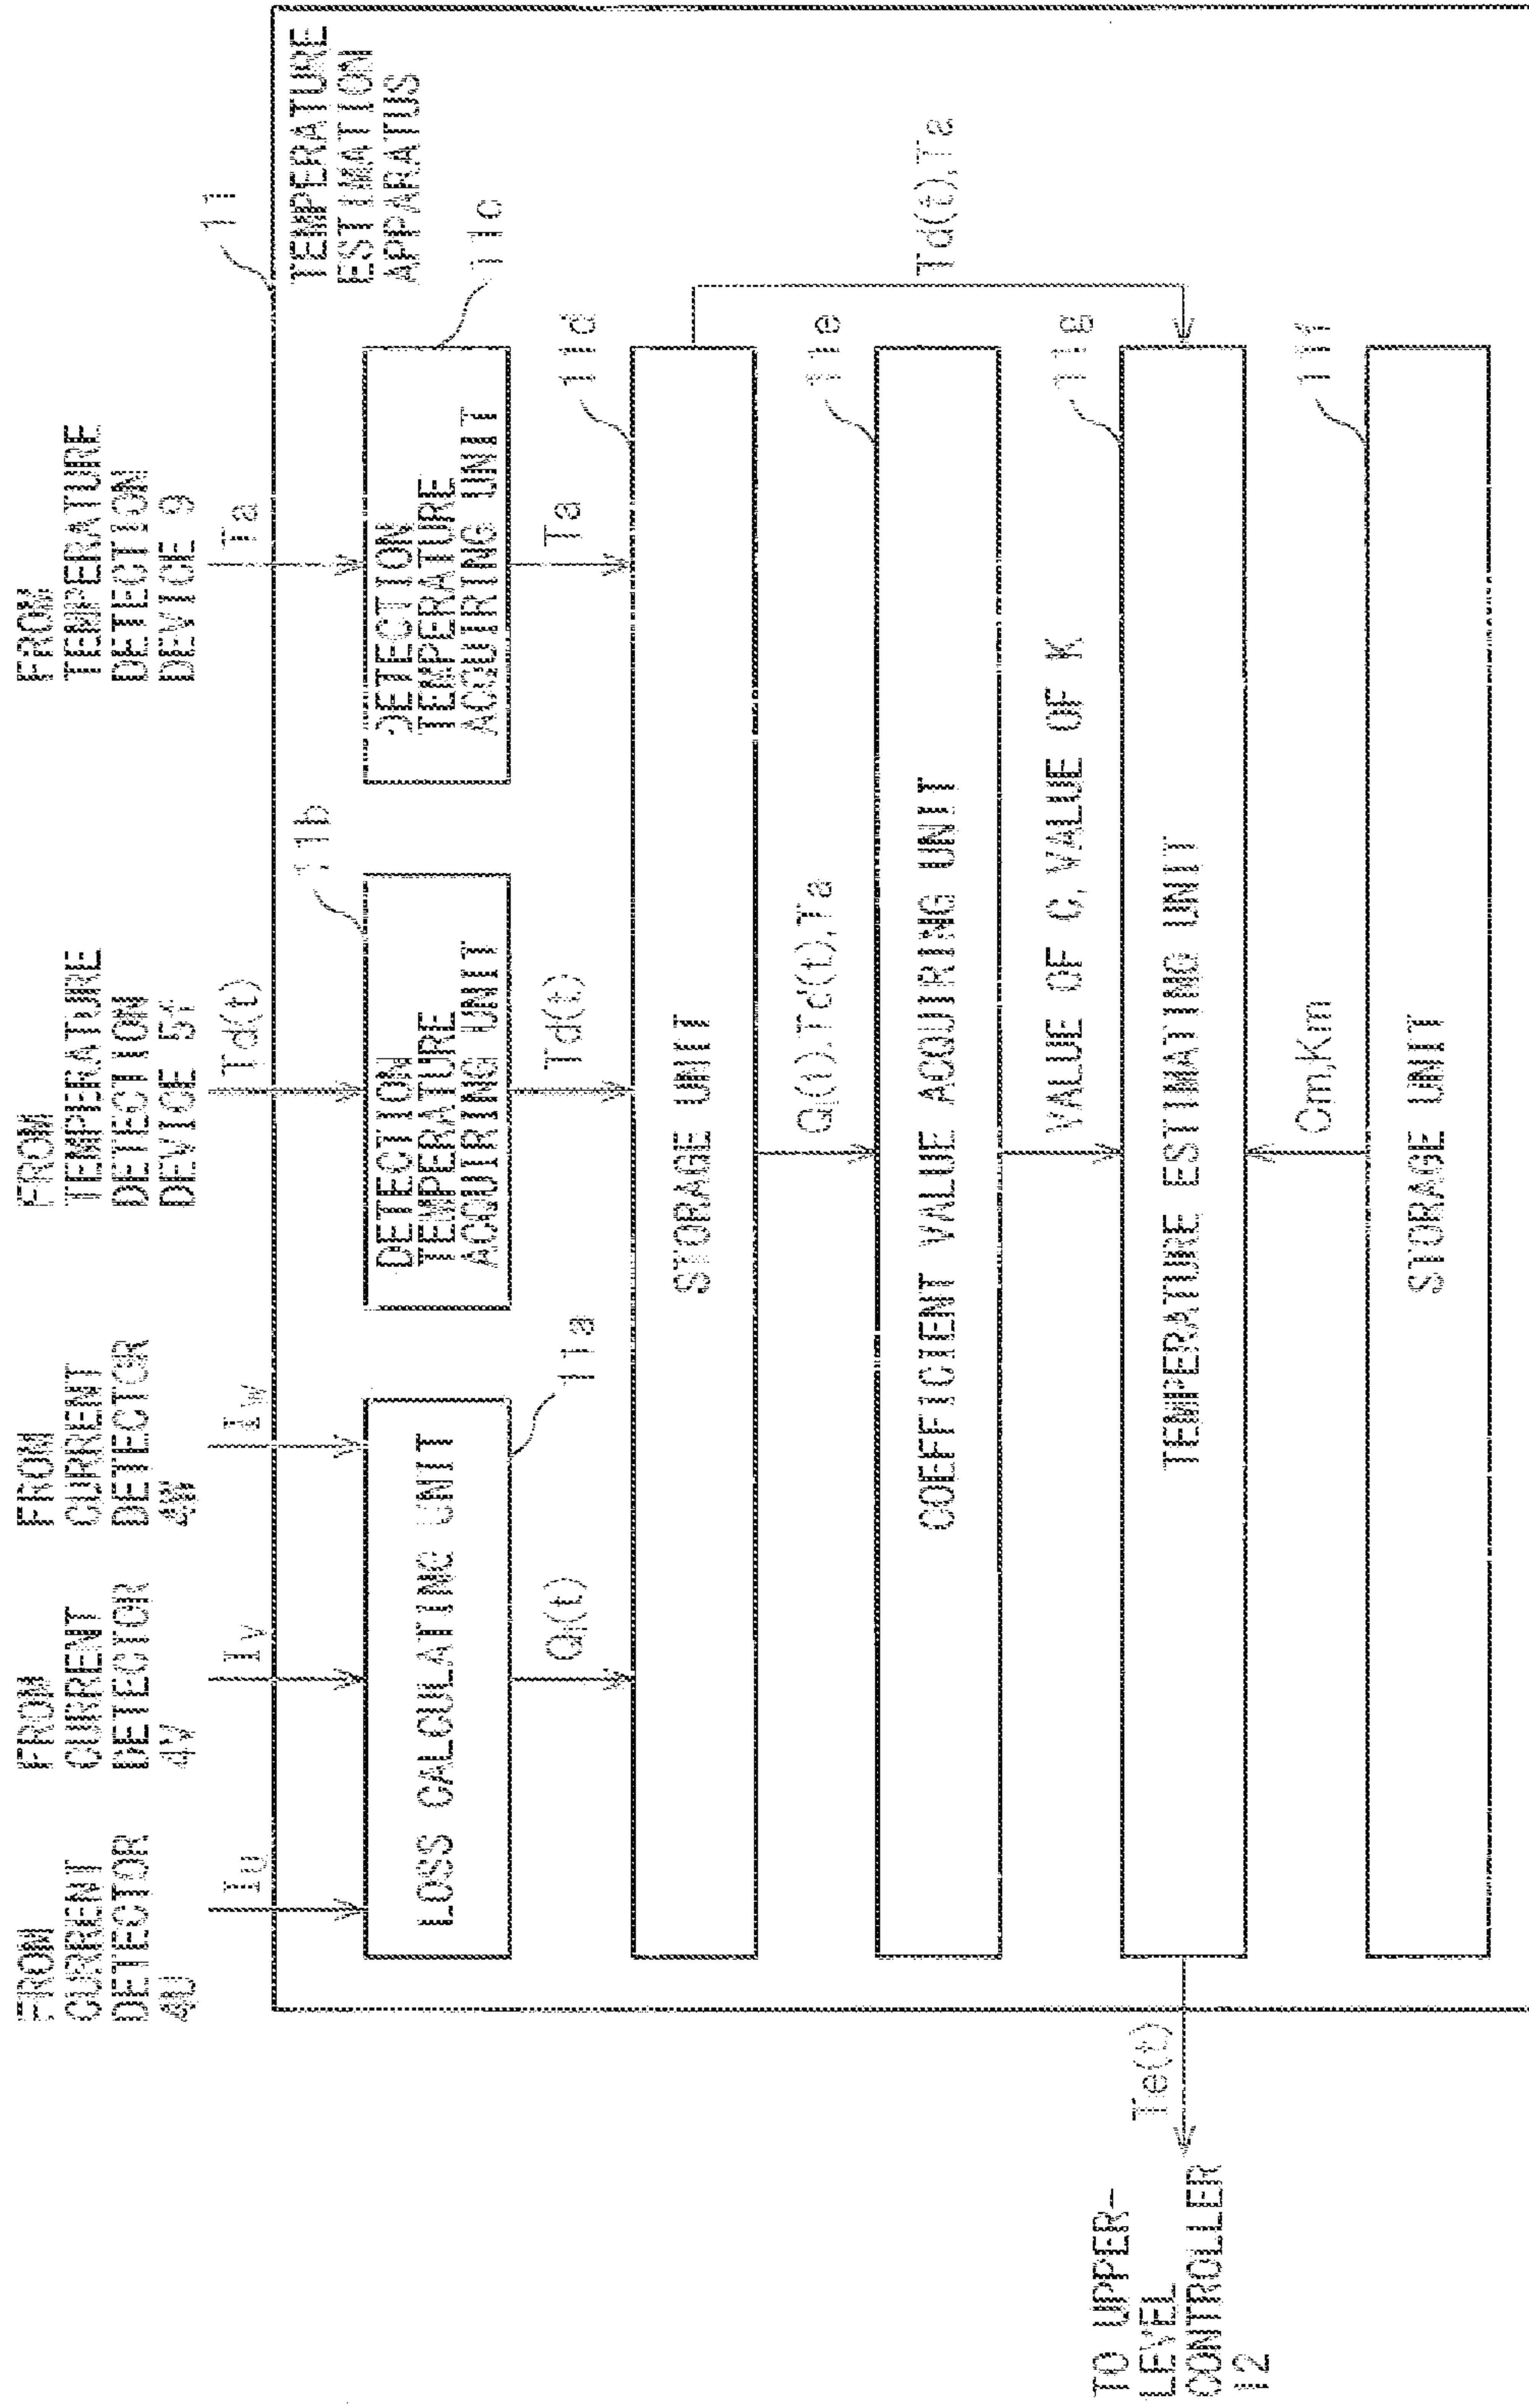 FROM
CURRENT
DETECTOR
4U
FROM
CURRENT
DETECTOR
4V
FROM
CURRENT
DETECTOR
4W
FROM
TEMPERATURE
DETECTION
DEVICE 51
FROM
TEMPERATURE
DETECTION
DEVICE 9
Iu
Iv
Iw
Td(t)
Ta
11
TEMPERATURE
ESTIMATION
APPARATUS
LOSS CALCULATING UNIT
11a
DETECTION
TEMPERATURE
ACQUIRING UNIT
11b
DETECTION
TEMPERATURE
ACQUIRING UNIT
11c
Q(t)
Td(t)
Ta
11d
STORAGE UNIT
Q(t),Td(t),Ta
Td(t),Ta
11e
COEFFICIENT VALUE ACQUIRING UNIT
VALUE OF C, VALUE OF K
11g
TEMPERATURE ESTIMATING UNIT
Te(t)
TO UPPER-
LEVEL
CONTROLLER
12
Cm,Km
11f
STORAGE UNIT